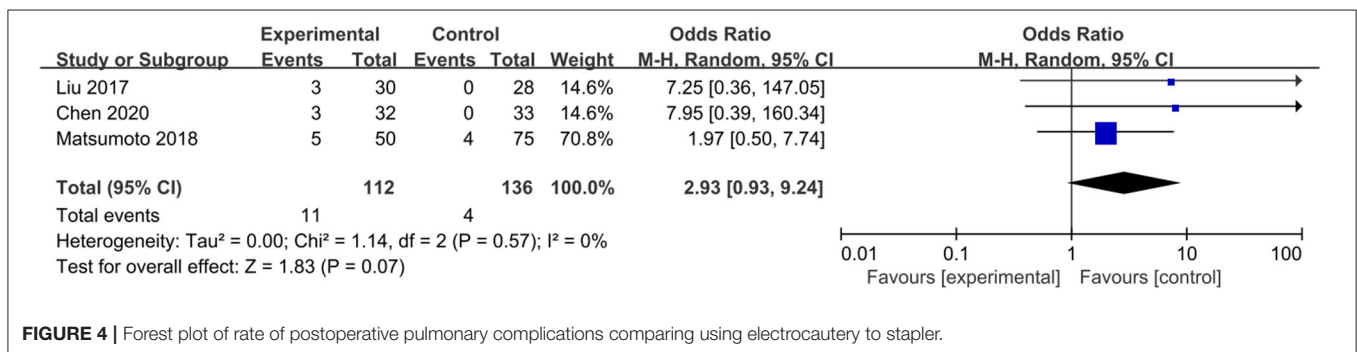 Experimental Control Odds Ratio Odds Ratio
Study or Subgroup Events Total Events Total Weight M-H, Random, 95% CI M-H, Random, 95% CI
Liu 2017 3 30 0 28 14.6% 7.25 [0.36, 147.05]
Chen 2020 3 32 0 33 14.6% 7.95 [0.39, 160.34]
Matsumoto 2018 5 50 4 75 70.8% 1.97 [0.50, 7.74]
Total (95% CI) 112 136 100.0% 2.93 [0.93, 9.24]
Total events 11 4
Heterogeneity: Tau² = 0.00; Chi² = 1.14, df = 2 (P = 0.57); I² = 0%
Test for overall effect: Z = 1.83 (P = 0.07)
0.01 0.1 1 10 100
Favours [experimental] Favours [control]
FIGURE 4 | Forest plot of rate of postoperative pulmonary complications comparing using electrocautery to stapler.